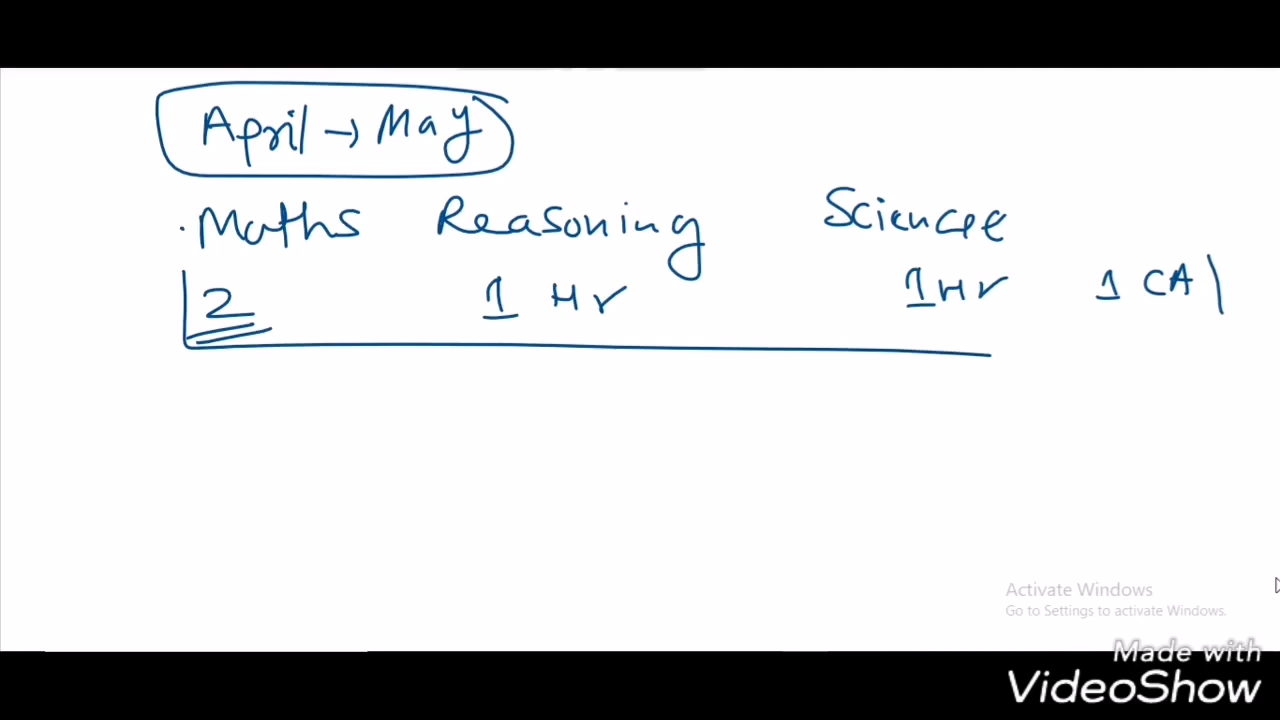 April → May
. Maths Reasoning Science
2 1 Hr 1 Hr 1 CA
Activate Windows
Go to Settings to activate Windows.
Made with
VideoShow